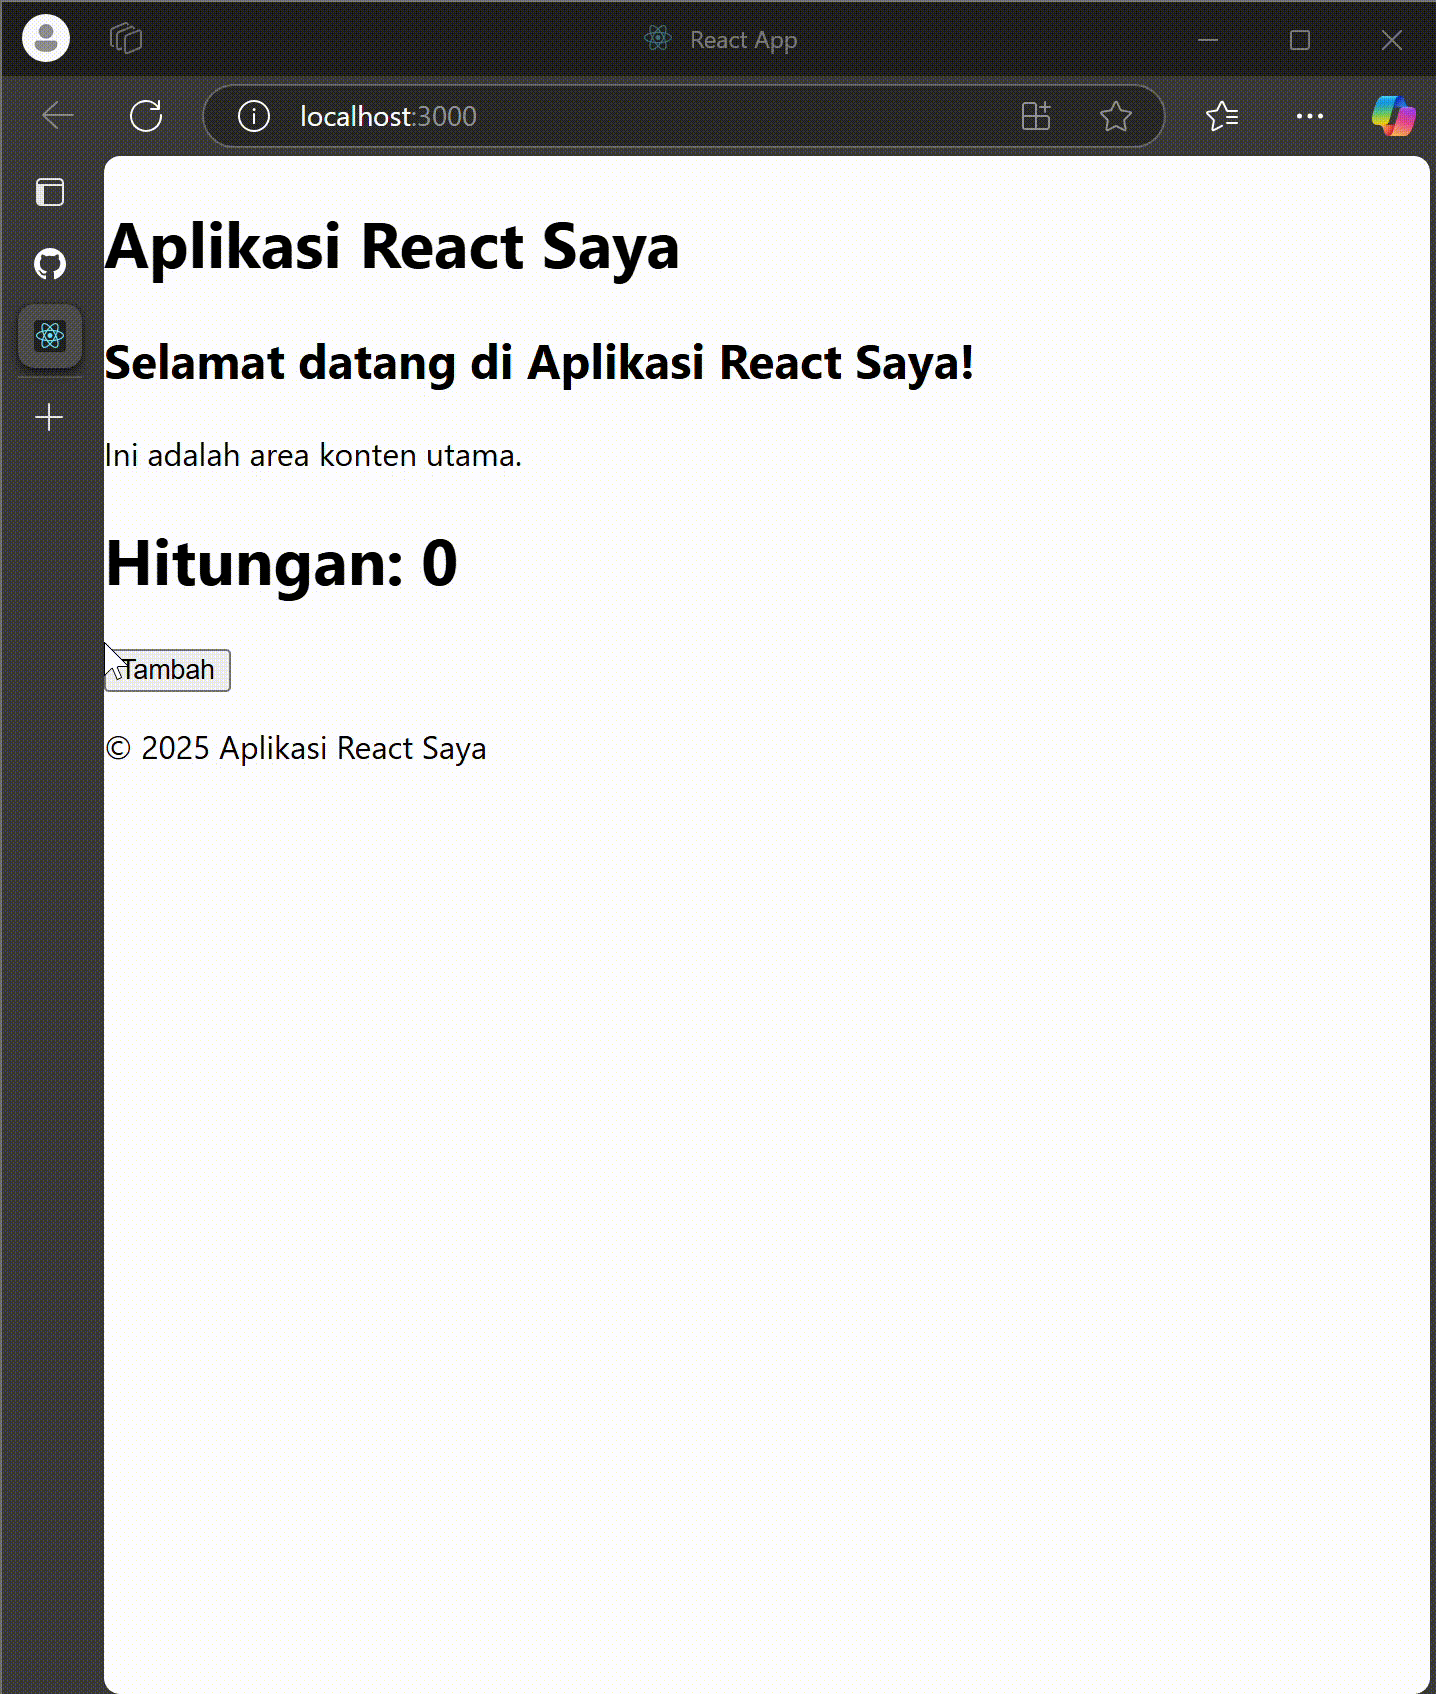 React App
localhost:3000
Aplikasi React Saya
Selamat datang di Aplikasi React Saya!
Ini adalah area konten utama.
Hitungan: 0
Tambah
© 2025 Aplikasi React Saya